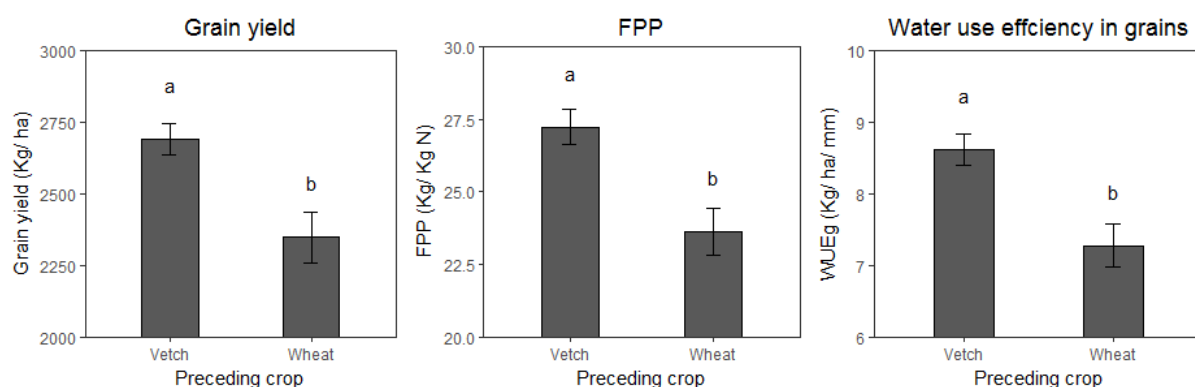 Grain yield
Grain yield (Kg/ ha)
3000
2750
2500
2250
2000
a
b
Vetch
Wheat
Preceding crop
FPP
FPP (Kg/ Kg N)
30.0
27.5
25.0
22.5
20.0
a
b
Vetch
Wheat
Preceding crop
Water use effciency in grains
WUEg (Kg/ ha/ mm)
10
9
8
7
6
a
b
Vetch
Wheat
Preceding crop